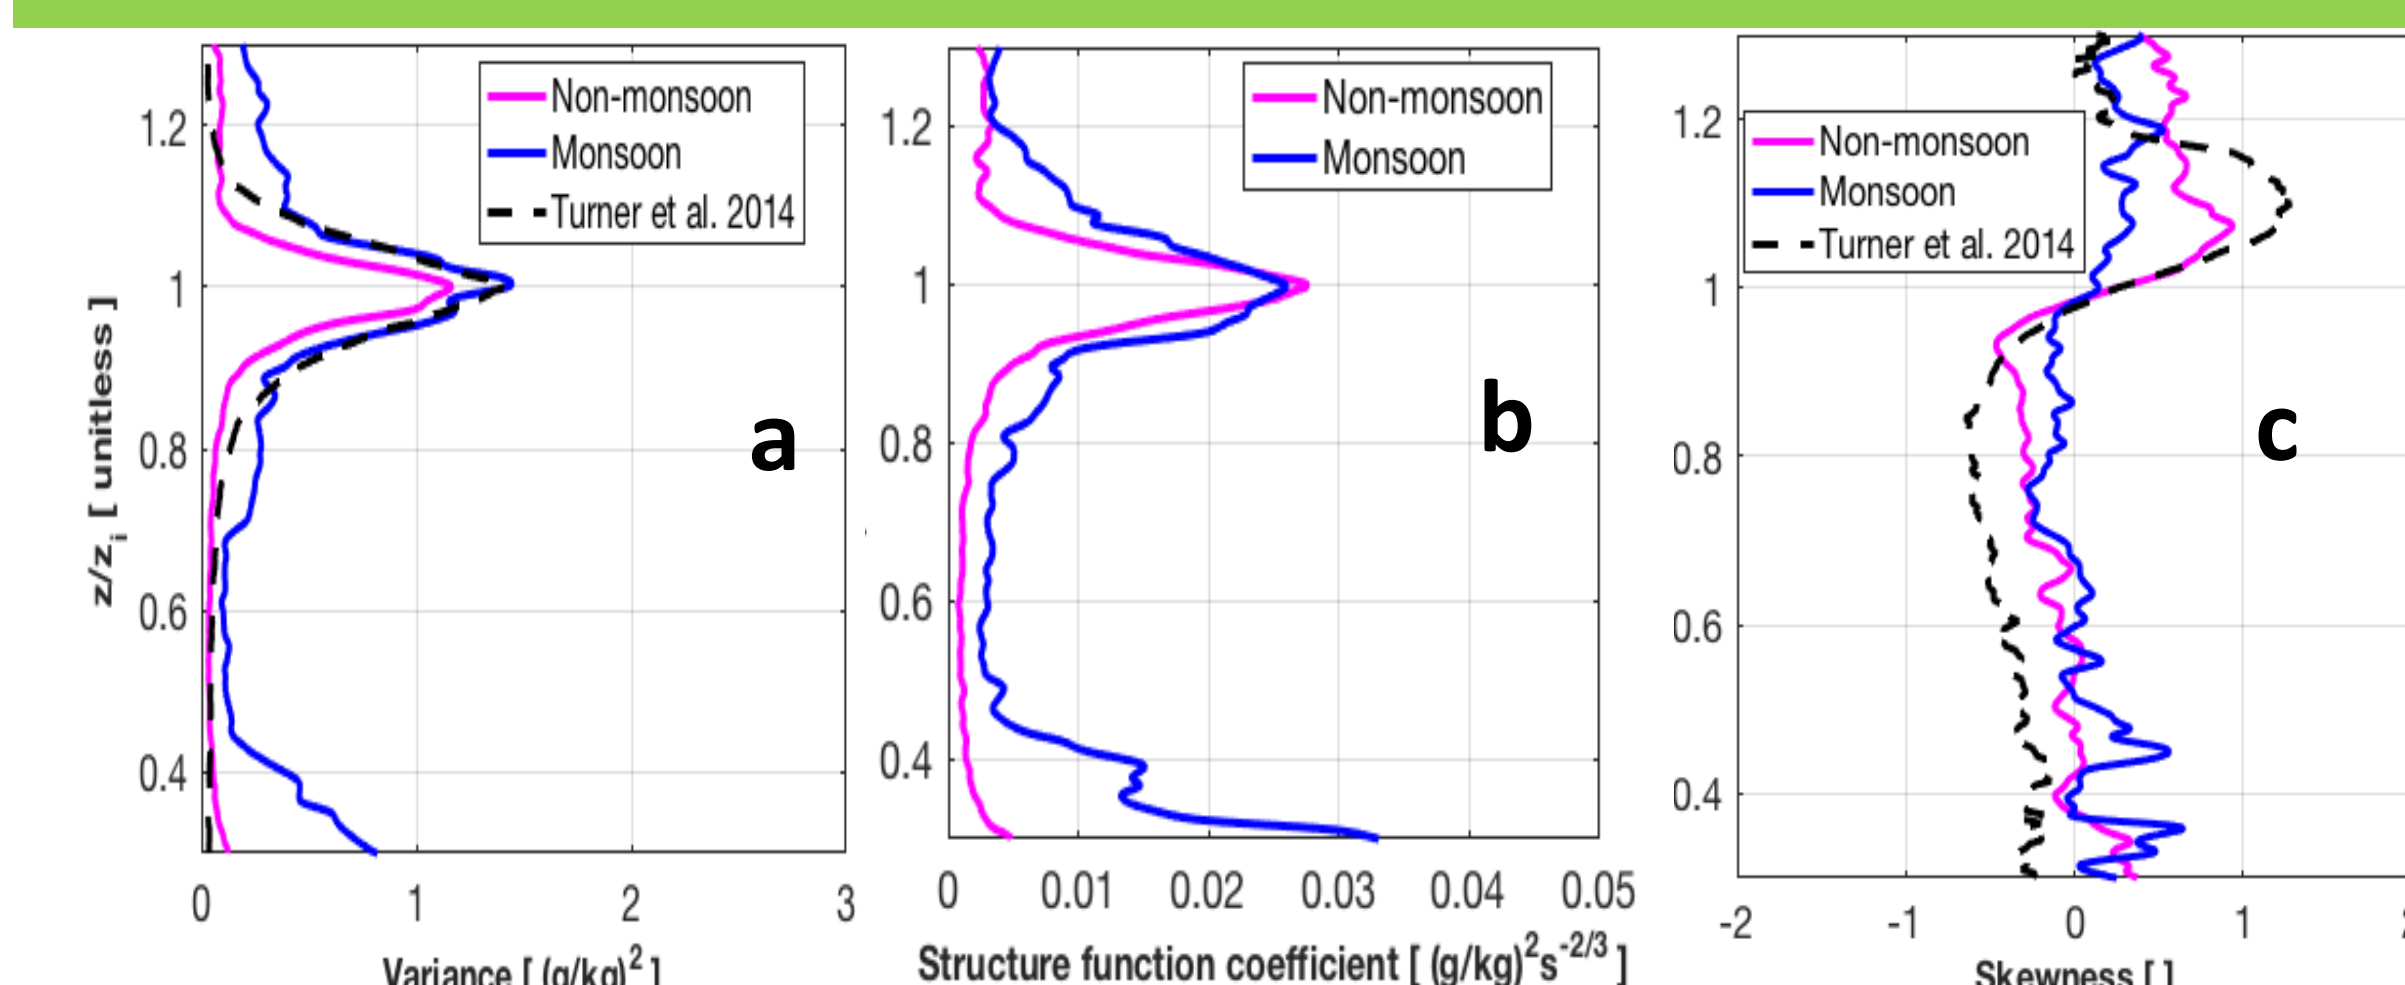 Non-monsoon
Monsoon
Turner et al. 2014
1.2
1
0.8
0.6
0.4
z/zi [ unitless ]
a
0 1 2 3
Variance [ (g/kg)2 ]
Non-monsoon
Monsoon
1.2
1
0.8
0.6
0.4
b
0 0.01 0.02 0.03 0.04 0.05
Structure function coefficient [ (g/kg)2s-2/3 ]
Non-monsoon
Monsoon
Turner et al. 2014
1.2
1
0.8
0.6
0.4
c
-2 -1 0 1
Skewness [ ]